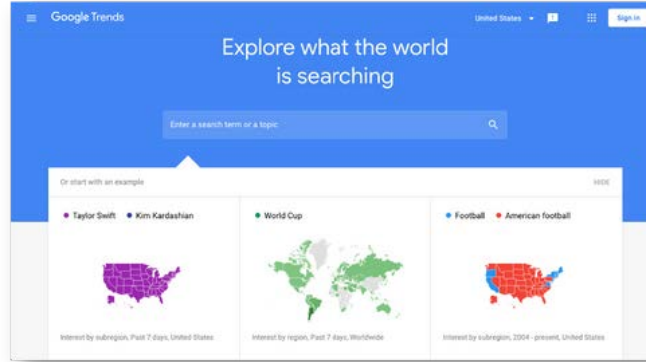 Google Trends
United States
Sign in
Explore what the world
is searching
Enter a search term or a topic
Or start with an example
HIDE
Taylor Swift Kim Kardashian
World Cup
Football American football
Interest by subregion, Past 7 days, United States
Interest by region, Past 7 days, Worldwide
Interest by subregion, 2004 - present, United States